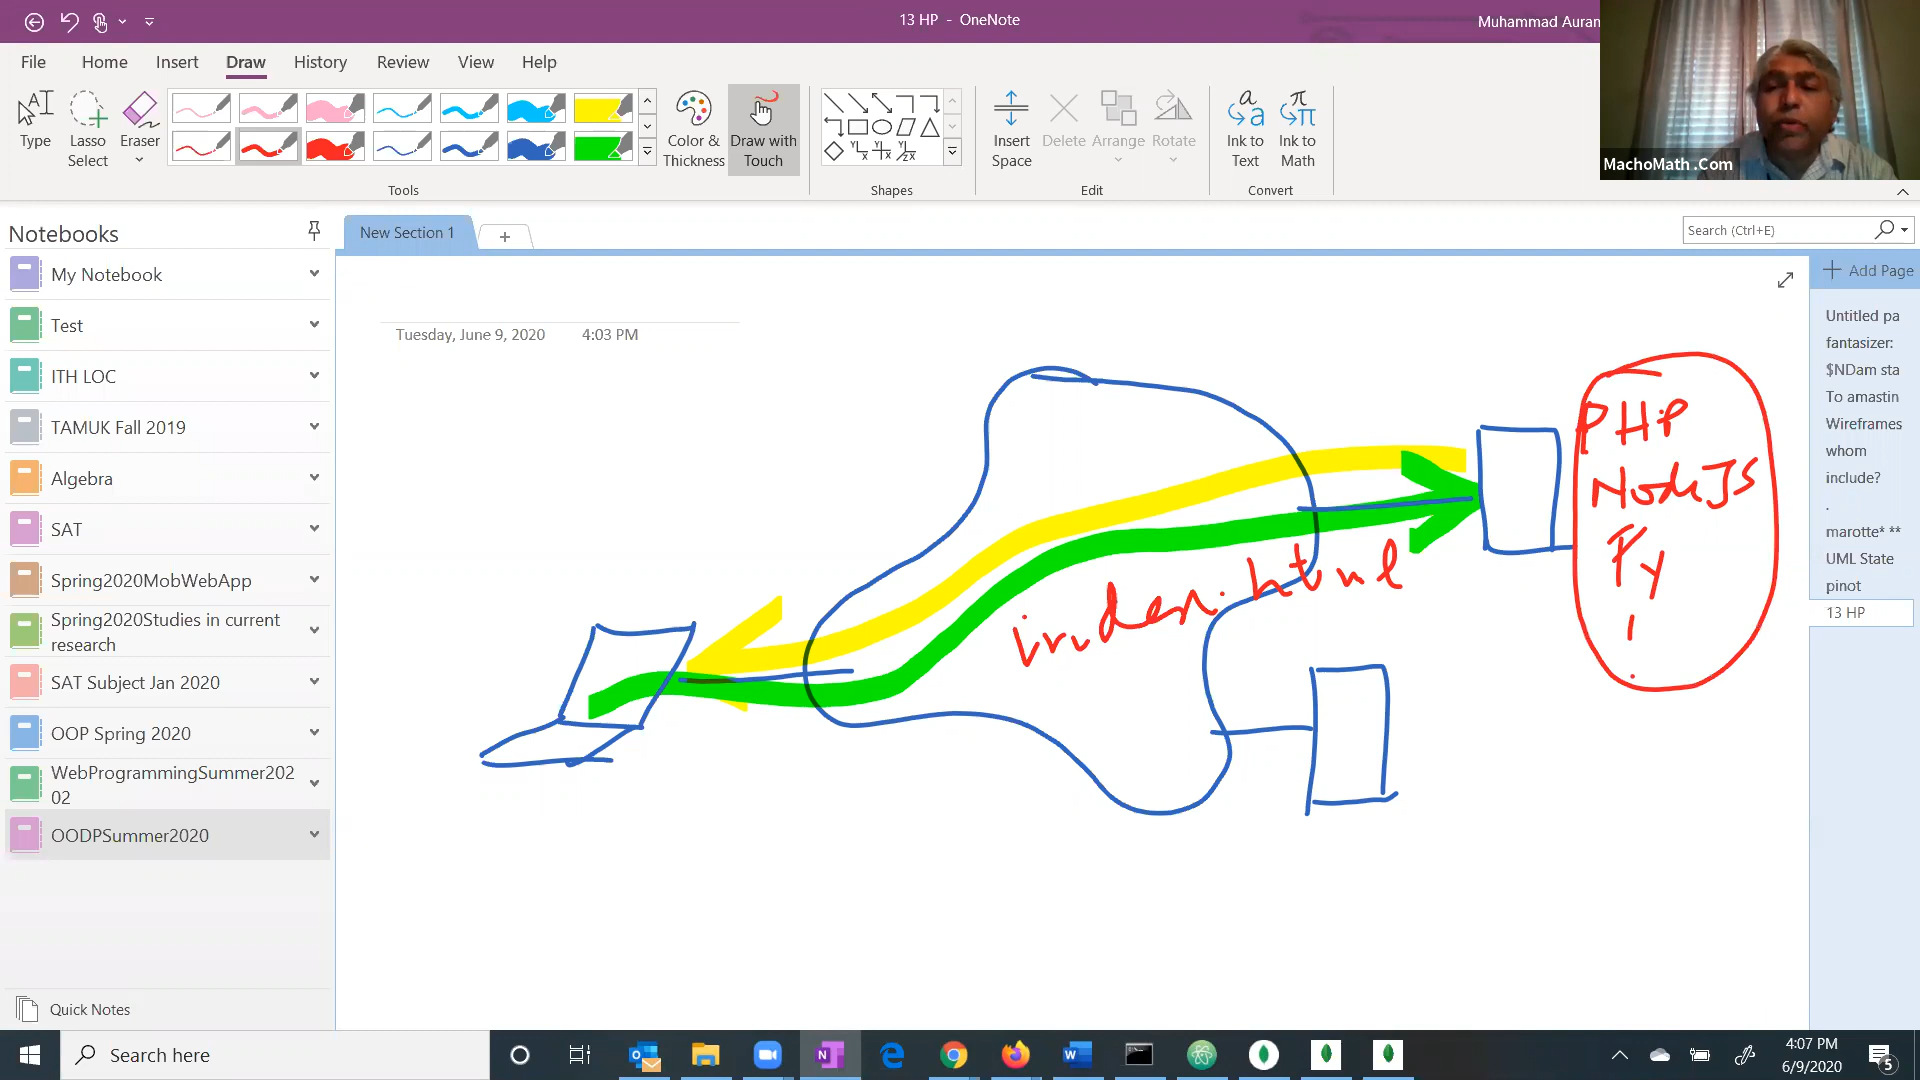 13 HP - OneNote
Muhammad Auran
File Home Insert Draw History Review View Help
Type
Lasso Select
Eraser
Color & Thickness
Draw with Touch
Insert Space
Delete
Arrange
Rotate
Ink to Text
Ink to Math
Tools
Shapes
Edit
Convert
MachoMath .Com
Notebooks
New Section 1
Search (Ctrl+E)
My Notebook
Test
ITH LOC
TAMUK Fall 2019
Algebra
SAT
Spring2020MobWebApp
Spring2020Studies in current research
SAT Subject Jan 2020
OOP Spring 2020
WebProgrammingSummer202
02
OODPSummer2020
Quick Notes
Tuesday, June 9, 2020 4:03 PM
index.html
PHP
NodeJS
Py
Add Page
Untitled pa
fantasizer:
$NDam sta
To amastin
Wireframes
whom
include?
.
marotte* **
UML State
pinot
13 HP
Search here
4:07 PM
6/9/2020
5